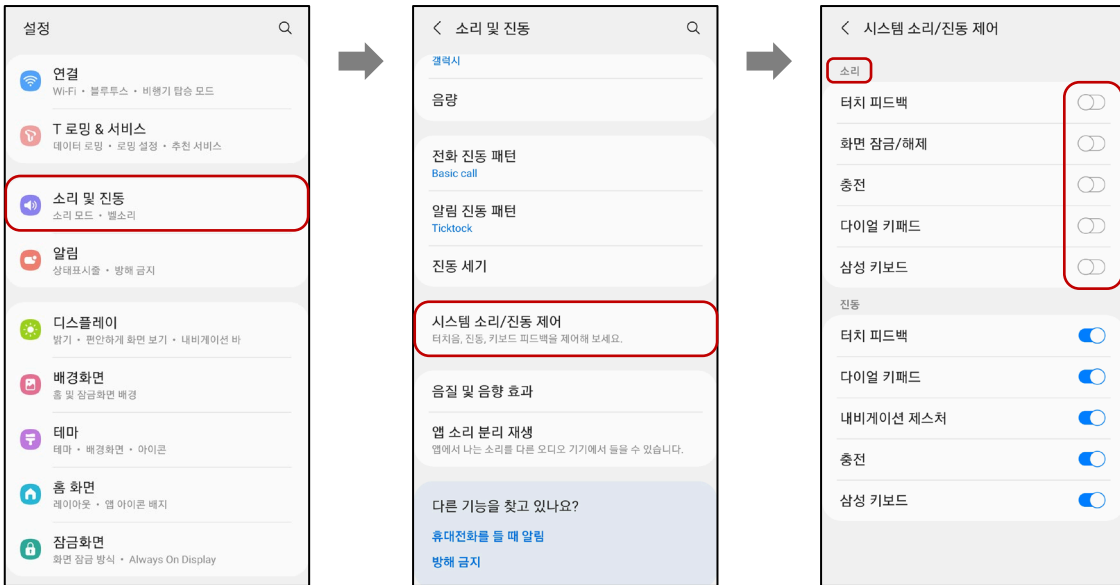 설정
연결
Wi-Fi • 블루투스 • 비행기 탑승 모드
T 로밍 & 서비스
데이터 로밍 • 로밍 설정 • 추천 서비스
소리 및 진동
소리 모드 • 벨소리
알림
상태표시줄 • 방해 금지
디스플레이
밝기 • 편안하게 화면 보기 • 내비게이션 바
배경화면
홈 및 잠금화면 배경
테마
테마 • 배경화면 • 아이콘
홈 화면
레이아웃 • 앱 아이콘 배지
잠금화면
화면 잠금 방식 • Always On Display
소리 및 진동
갤럭시
음량
전화 진동 패턴
Basic call
알림 진동 패턴
Ticktock
진동 세기
시스템 소리/진동 제어
터치음, 진동, 키보드 피드백을 제어해 보세요.
음질 및 음향 효과
앱 소리 분리 재생
앱에서 나는 소리를 다른 오디오 기기에서 들을 수 있습니다.
다른 기능을 찾고 있나요?
휴대전화를 들 때 알림
방해 금지
시스템 소리/진동 제어
소리
터치 피드백
화면 잠금/해제
충전
다이얼 키패드
삼성 키보드
진동
터치 피드백
다이얼 키패드
내비게이션 제스처
충전
삼성 키보드